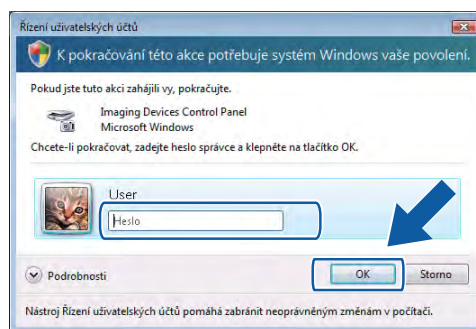 Řízení uživatelských účtů
K pokračování této akce potřebuje systém Windows vaše povolení.
Pokud jste tuto akci zahájili vy, pokračujte.
Imaging Devices Control Panel
Microsoft Windows
Chcete-li pokračovat, zadejte heslo správce a klepněte na tlačítko OK.
User
Heslo
Podrobnosti
OK
Storno
Nástroj Řízení uživatelských účtů pomáhá zabránit neoprávněným změnám v počítači.